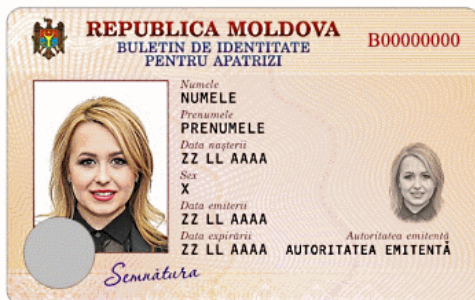 REPUBLICA MOLDOVA
BULETIN DE IDENTITATE
PENTRU APATRIZI
B00000000
Numele
NUMELE
Prenumele
PRENUMELE
Data nașterii
ZZ LL AAAA
Sex
X
Data emiterii
ZZ LL AAAA
Data expirării
ZZ LL AAAA
Autoritatea emitentă
AUTORITATEA EMITENTĂ
Semnătura